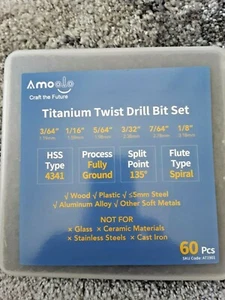 Amoolo
Craft the Future
Titanium Twist Drill Bit Set
3/64" 1/16" 5/64" 3/32" 7/64" 1/8"
HSS Process Split Flute
Type Fully Point Type
4341 Ground 135° Spiral
√ Wood √ Plastic √ ≤5mm Steel
√ Aluminum Alloy √ Other Soft Metals
NOT FOR
× Glass × Ceramic Materials
× Stainless Steels × Cast Iron
60 Pcs
SKU Code: